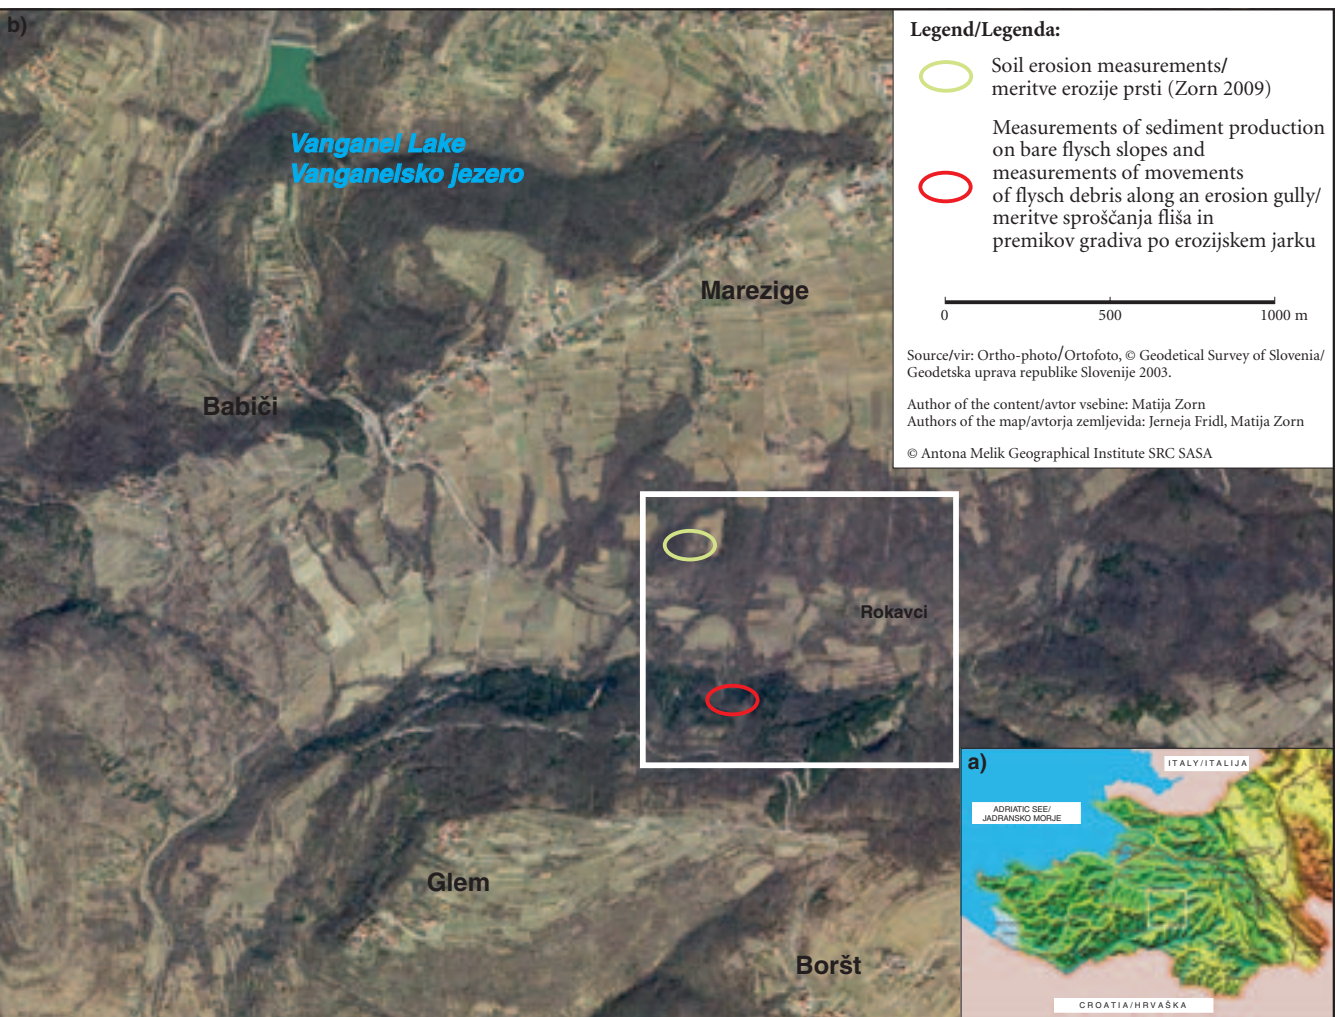 b)
Legend/Legenda:
Soil erosion measurements/
meritve erozije prsti (Zorn 2009)
Measurements of sediment production
on bare flysch slopes and
measurements of movements
of flysch debris along an erosion gully/
meritve sproščanja fliša in
premikov gradiva po erozijskem jarku
0 500 1000 m
Source/vir: Ortho-photo/Ortofoto, © Geodetical Survey of Slovenia/
Geodetska uprava republike Slovenije 2003.
Author of the content/avtor vsebine: Matija Zorn
Authors of the map/avtorja zemljevida: Jerneja Fridl, Matija Zorn
© Antona Melik Geographical Institute SRC SASA
Vanganel Lake
Vanganelsko jezero
Marezige
Babiči
Rokavci
Glem
Boršt
a)
ITALY/ITALIJA
ADRIATIC SEE/
JADRANSKO MORJE
CROATIA/HRVAŠKA